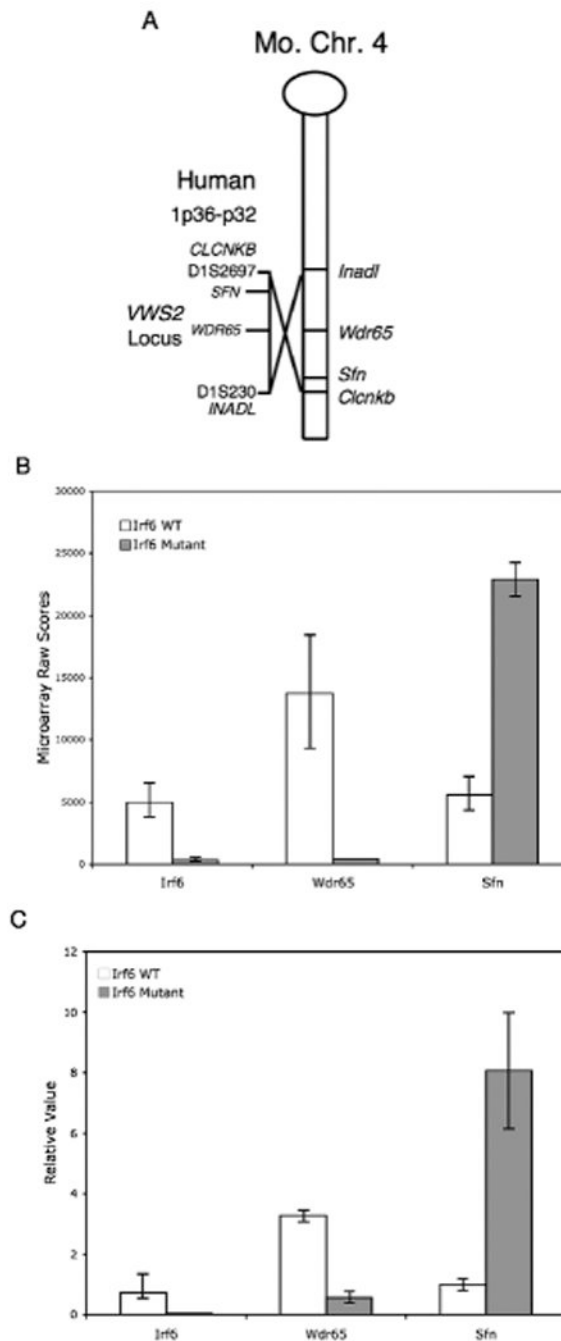 A
Mo. Chr. 4
Human
1p36-p32
CLCNKB
D1S2697
SFN
VWS2
Locus
WDR65
D1S230
INADL
Inadl
Wdr65
Sfn
Clcnkb
B
30000
25000
20000
15000
10000
5000
0
Microarray Raw Scores
Irf6 WT
Irf6 Mutant
Irf6
Wdr65
Sfn
C
12
10
8
6
4
2
0
Relative Value
Irf6 WT
Irf6 Mutant
Irf6
Wdr65
Sfn